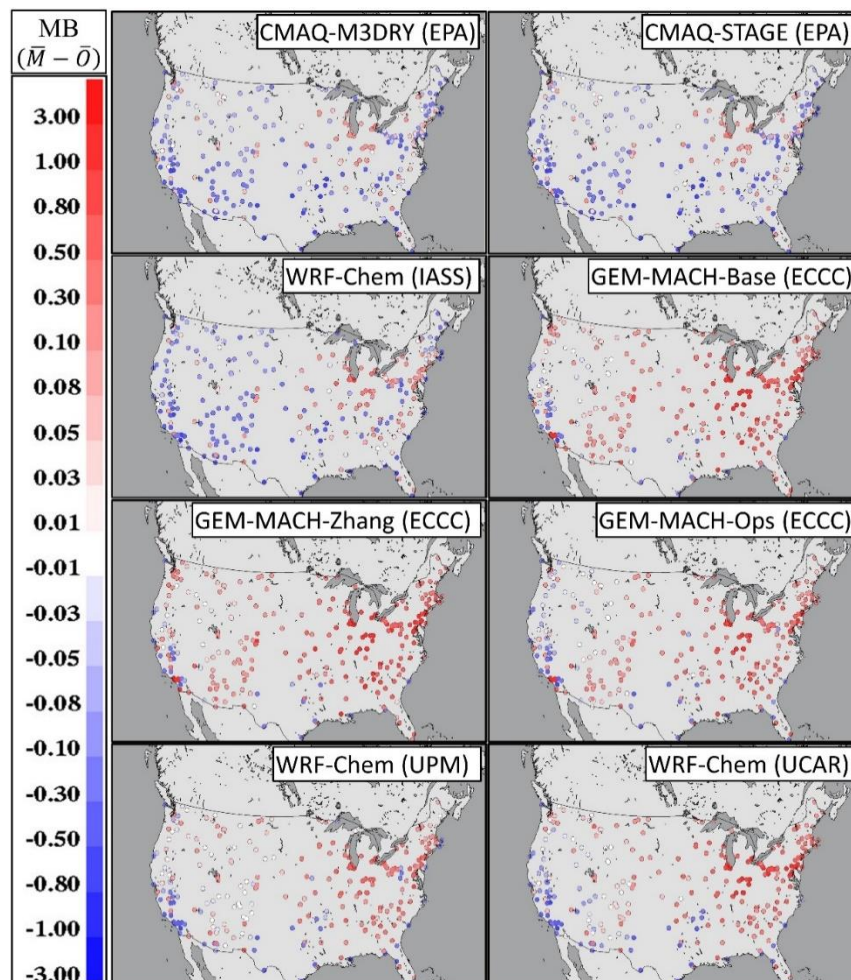 MB
(M̄ − Ō)
3.00
1.00
0.80
0.50
0.30
0.10
0.08
0.05
0.03
0.01
-0.01
-0.03
-0.05
-0.08
-0.10
-0.30
-0.50
-0.80
-1.00
-3.00
CMAQ-M3DRY (EPA)
CMAQ-STAGE (EPA)
WRF-Chem (IASS)
GEM-MACH-Base (ECCC)
GEM-MACH-Zhang (ECCC)
GEM-MACH-Ops (ECCC)
WRF-Chem (UPM)
WRF-Chem (UCAR)